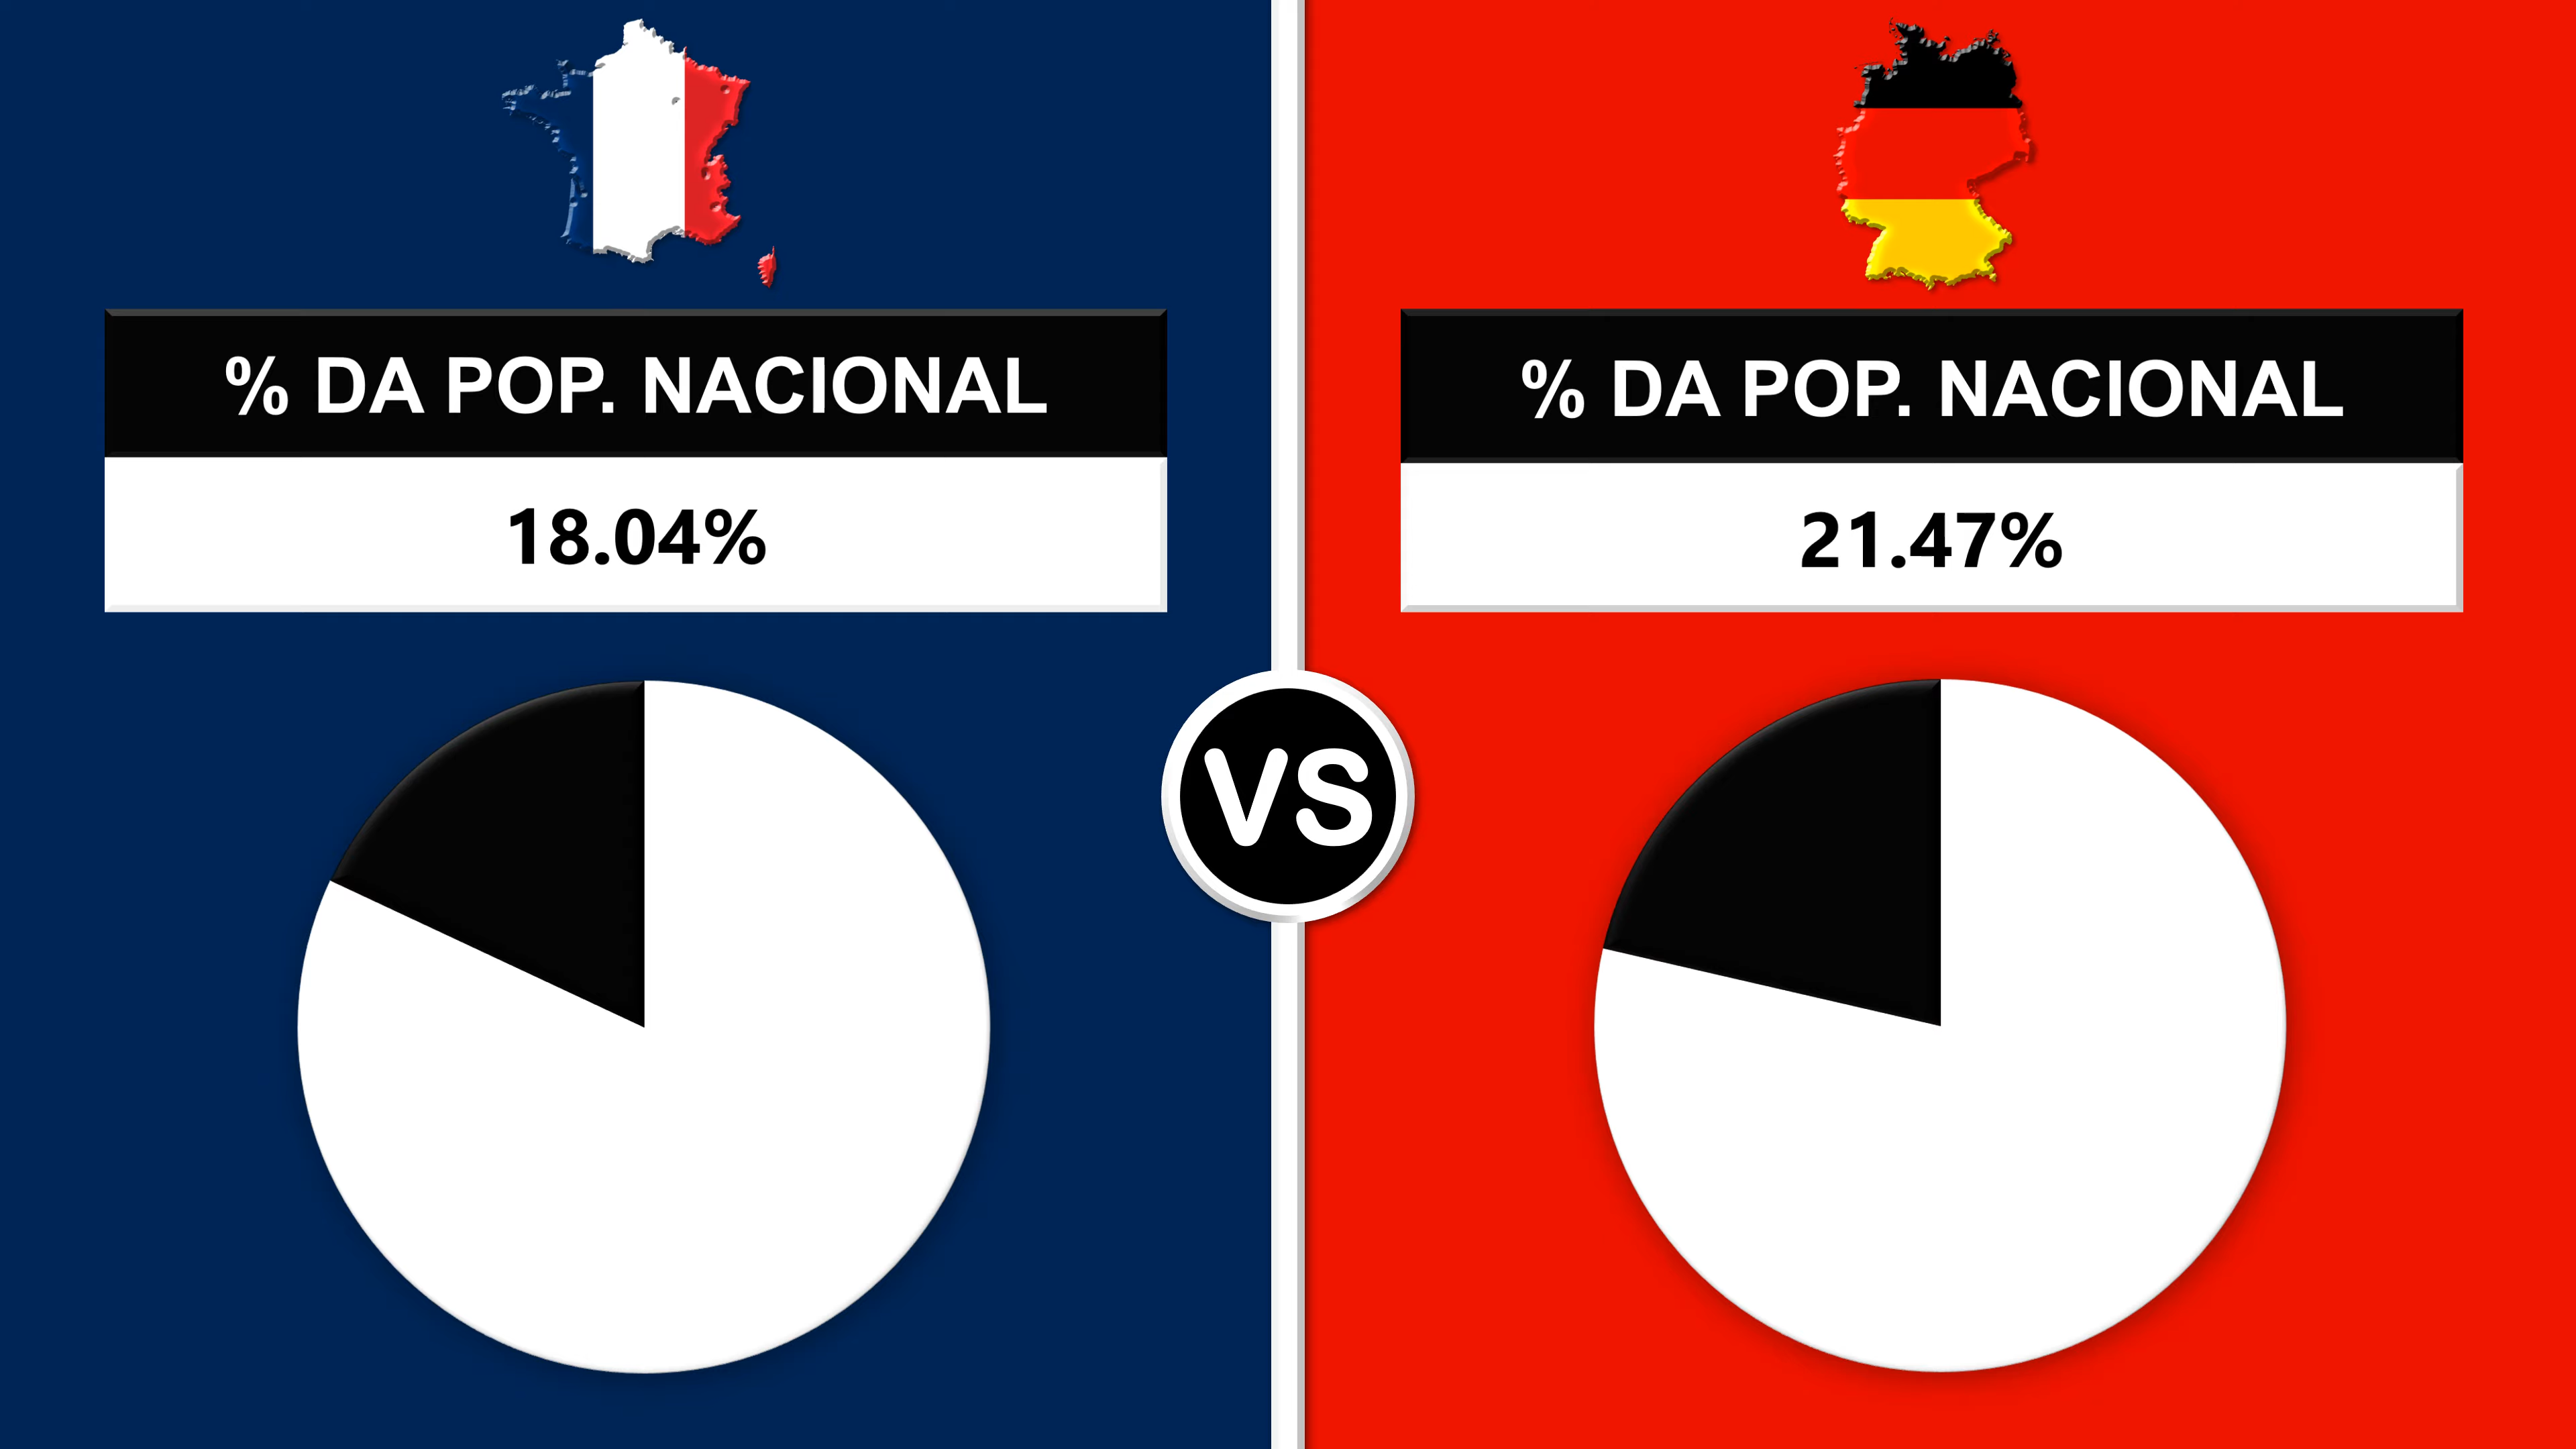 % DA POP. NACIONAL
18.04%
VS
% DA POP. NACIONAL
21.47%